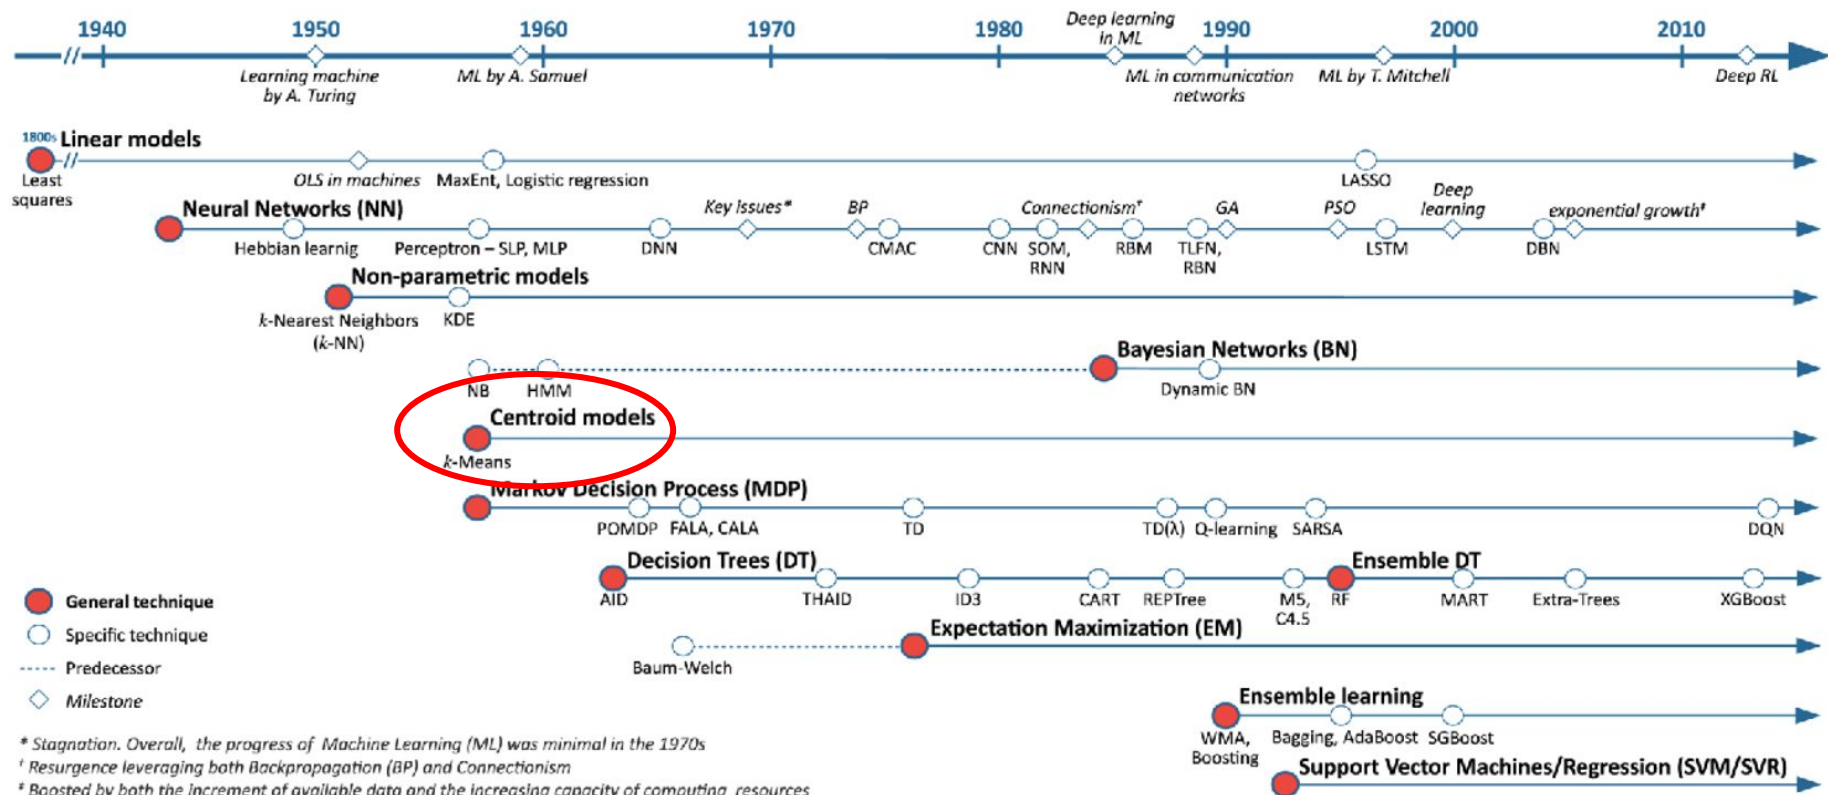 1940 1950 1960 1970 1980 1990 2000 2010
Deep learning
in ML
Learning machine
by A. Turing
ML by A. Samuel
ML in communication
networks
ML by T. Mitchell
Deep RL
1800s Linear models
Least
squares
OLS in machines
MaxEnt, Logistic regression
LASSO
Neural Networks (NN)
Key issues*
BP
Connectionism†
GA
PSO
Deep
learning
exponential growth‡
Hebbian learnig
Perceptron – SLP, MLP
DNN
CMAC
CNN
SOM,
RNN
RBM
TLFN,
RBN
LSTM
DBN
Non-parametric models
k-Nearest Neighbors
(k-NN)
KDE
Bayesian Networks (BN)
NB
HMM
Dynamic BN
Centroid models
k-Means
Markov Decision Process (MDP)
POMDP
FALA, CALA
TD
TD(λ)
Q-learning
SARSA
DQN
Decision Trees (DT)
Ensemble DT
AID
THAID
ID3
CART
REPTree
M5,
C4.5
RF
MART
Extra-Trees
XGBoost
Expectation Maximization (EM)
Baum-Welch
Ensemble learning
WMA,
Boosting
Bagging, AdaBoost
SGBoost
Support Vector Machines/Regression (SVM/SVR)
General technique
Specific technique
Predecessor
Milestone
* Stagnation. Overall, the progress of Machine Learning (ML) was minimal in the 1970s
† Resurgence leveraging both Backpropagation (BP) and Connectionism
‡ Boosted by both the increment of available data and the increasing capacity of computing resources